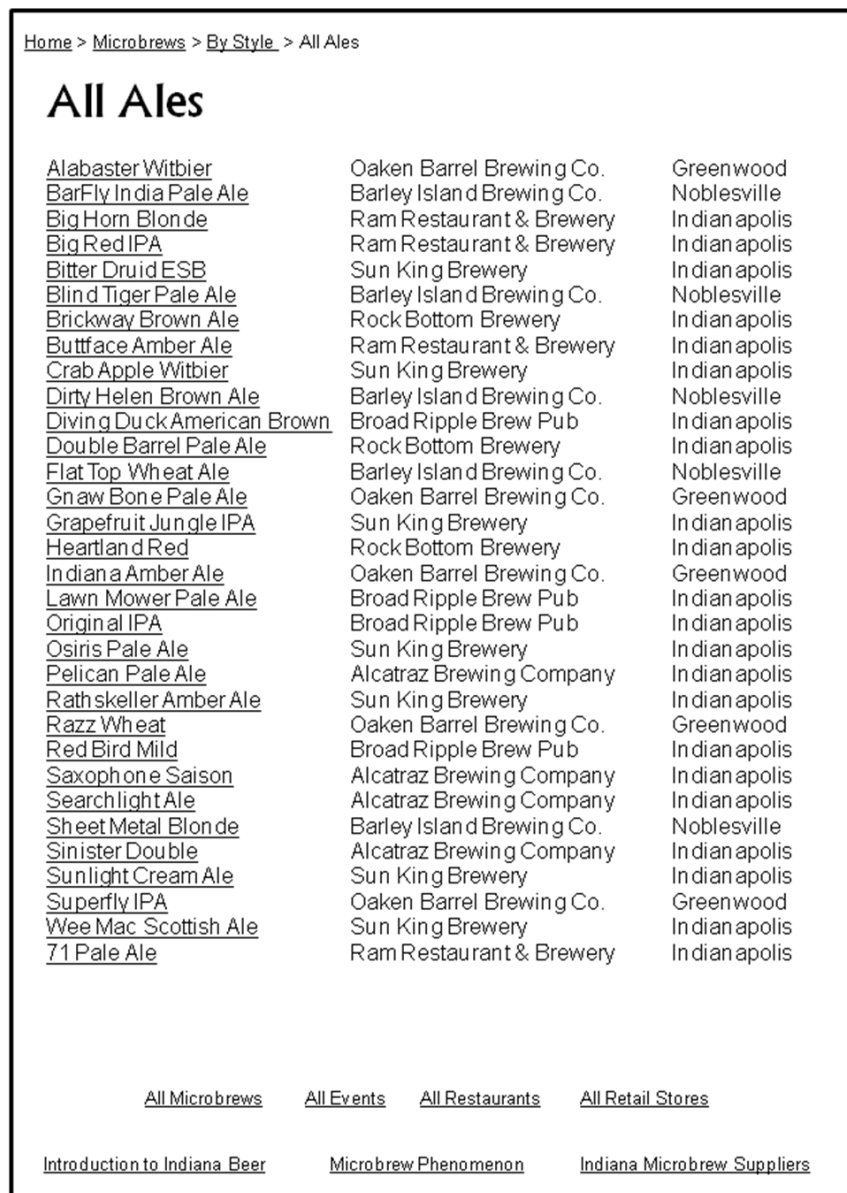 Home > Microbrews > By Style > All Ales
All Ales
Alabaster Witbier Oaken Barrel Brewing Co. Greenwood
BarFly India Pale Ale Barley Island Brewing Co. Noblesville
Big Horn Blonde Ram Restaurant & Brewery Indianapolis
Big Red IPA Ram Restaurant & Brewery Indianapolis
Bitter Druid ESB Sun King Brewery Indianapolis
Blind Tiger Pale Ale Barley Island Brewing Co. Noblesville
Brickway Brown Ale Rock Bottom Brewery Indianapolis
Buttface Amber Ale Ram Restaurant & Brewery Indianapolis
Crab Apple Witbier Sun King Brewery Indianapolis
Dirty Helen Brown Ale Barley Island Brewing Co. Noblesville
Diving Duck American Brown Broad Ripple Brew Pub Indianapolis
Double Barrel Pale Ale Rock Bottom Brewery Indianapolis
Flat Top Wheat Ale Barley Island Brewing Co. Noblesville
Gnaw Bone Pale Ale Oaken Barrel Brewing Co. Greenwood
Grapefruit Jungle IPA Sun King Brewery Indianapolis
Heartland Red Rock Bottom Brewery Indianapolis
Indiana Amber Ale Oaken Barrel Brewing Co. Greenwood
Lawn Mower Pale Ale Broad Ripple Brew Pub Indianapolis
Original IPA Broad Ripple Brew Pub Indianapolis
Osiris Pale Ale Sun King Brewery Indianapolis
Pelican Pale Ale Alcatraz Brewing Company Indianapolis
Rathskeller Amber Ale Sun King Brewery Indianapolis
Razz Wheat Oaken Barrel Brewing Co. Greenwood
Red Bird Mild Broad Ripple Brew Pub Indianapolis
Saxophone Saison Alcatraz Brewing Company Indianapolis
Searchlight Ale Alcatraz Brewing Company Indianapolis
Sheet Metal Blonde Barley Island Brewing Co. Noblesville
Sinister Double Alcatraz Brewing Company Indianapolis
Sunlight Cream Ale Sun King Brewery Indianapolis
Superfly IPA Oaken Barrel Brewing Co. Greenwood
Wee Mac Scottish Ale Sun King Brewery Indianapolis
71 Pale Ale Ram Restaurant & Brewery Indianapolis
All Microbrews All Events All Restaurants All Retail Stores
Introduction to Indiana Beer Microbrew Phenomenon Indiana Microbrew Suppliers